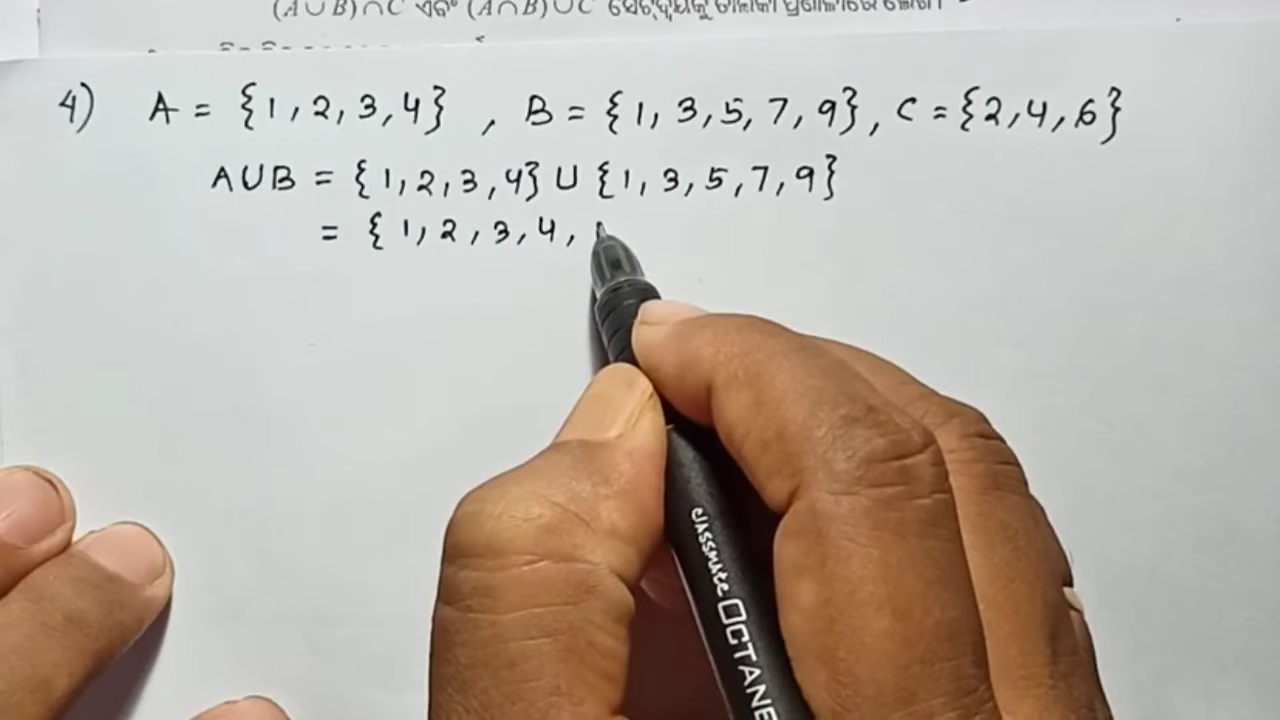 (A∪B)∩C ଏବଂ (A∩B)∪C
4) A = {1, 2, 3, 4} , B = {1, 3, 5, 7, 9}, C = {2, 4, 6}
A∪B = {1, 2, 3, 4} ∪ {1, 3, 5, 7, 9}
= { 1, 2, 3, 4,
classmate OCTANE